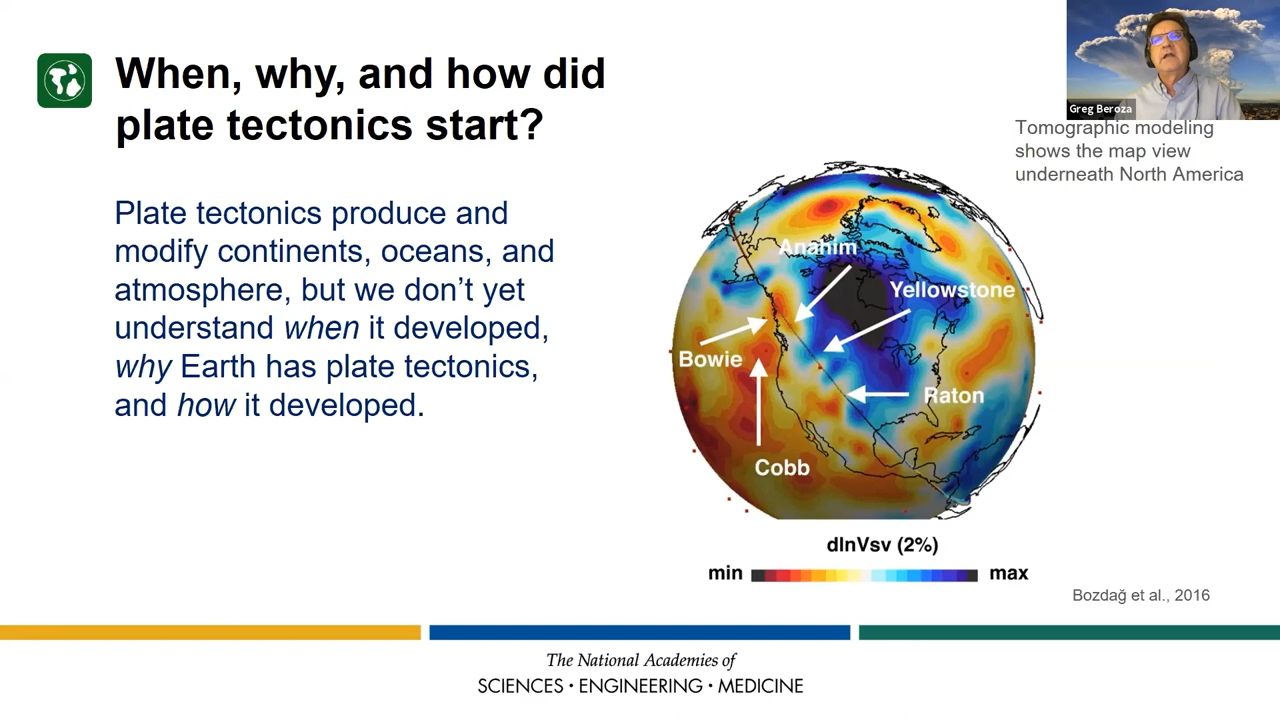 When, why, and how did
plate tectonics start?
Plate tectonics produce and
modify continents, oceans, and
atmosphere, but we don’t yet
understand when it developed,
why Earth has plate tectonics,
and how it developed.
Greg Beroza
Tomographic modeling
shows the map view
underneath North America
Anahim
Yellowstone
Bowie
Raton
Cobb
dlnVsv (2%)
min max
Bozdağ et al., 2016
The National Academies of
SCIENCES • ENGINEERING • MEDICINE